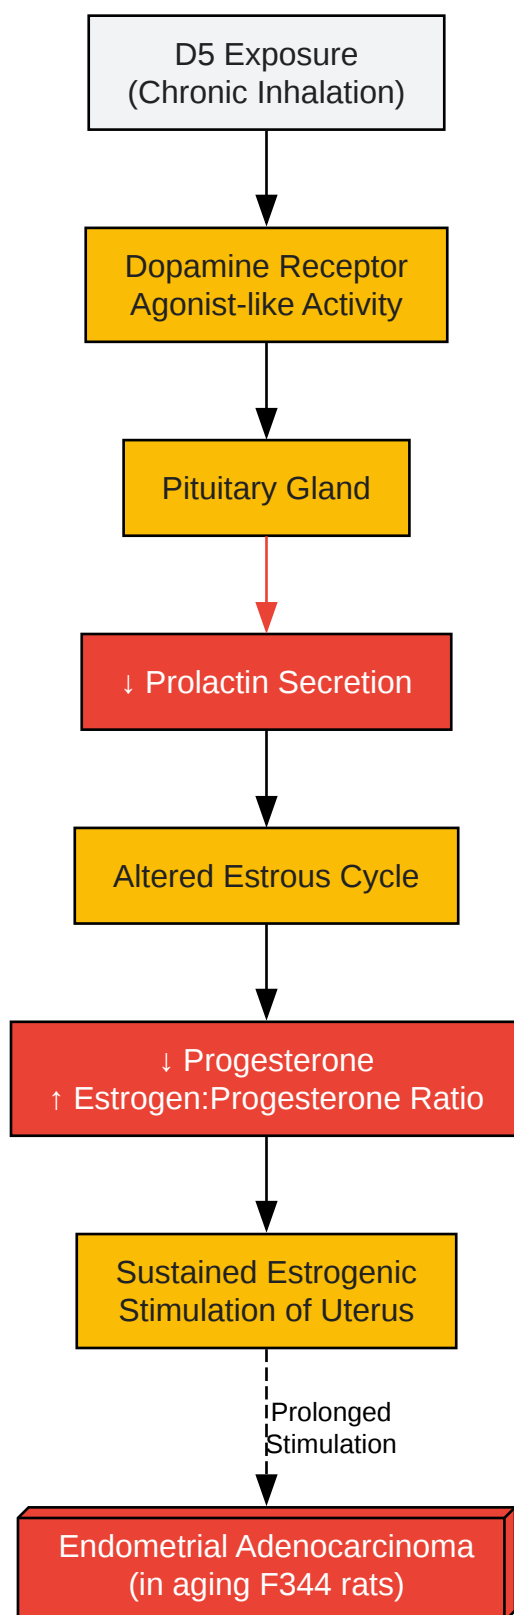 D5 Exposure
(Chronic Inhalation)
Dopamine Receptor
Agonist-like Activity
Pituitary Gland
↓ Prolactin Secretion
Altered Estrous Cycle
↓ Progesterone
↑ Estrogen:Progesterone Ratio
Sustained Estrogenic
Stimulation of Uterus
Prolonged
Stimulation
Endometrial Adenocarcinoma
(in aging F344 rats)